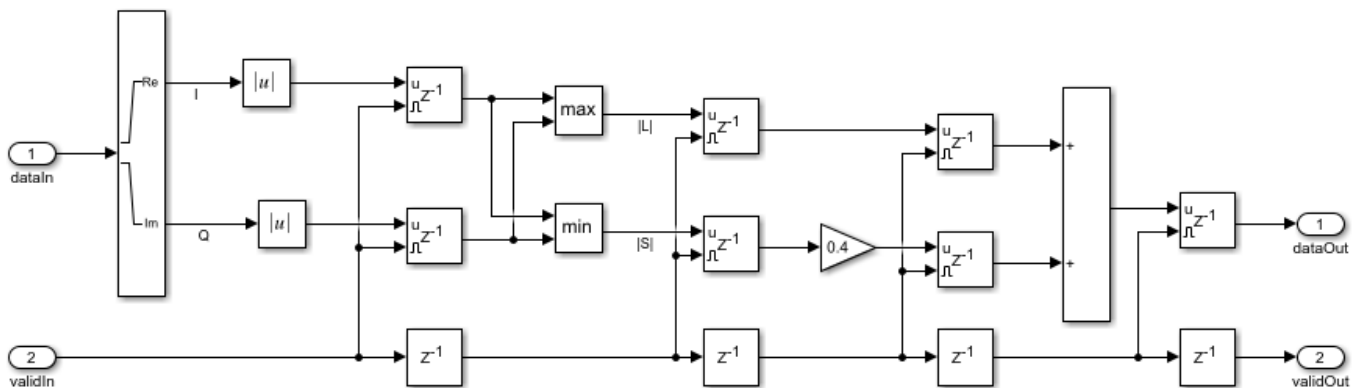 Re
I
|u|
u
Z⁻¹
max
|L|
u
Z⁻¹
u
Z⁻¹
+
1
dataIn
Im
Q
|u|
u
Z⁻¹
min
|S|
u
Z⁻¹
0.4
u
Z⁻¹
+
u
Z⁻¹
1
dataOut
2
validIn
Z⁻¹
Z⁻¹
Z⁻¹
Z⁻¹
2
validOut